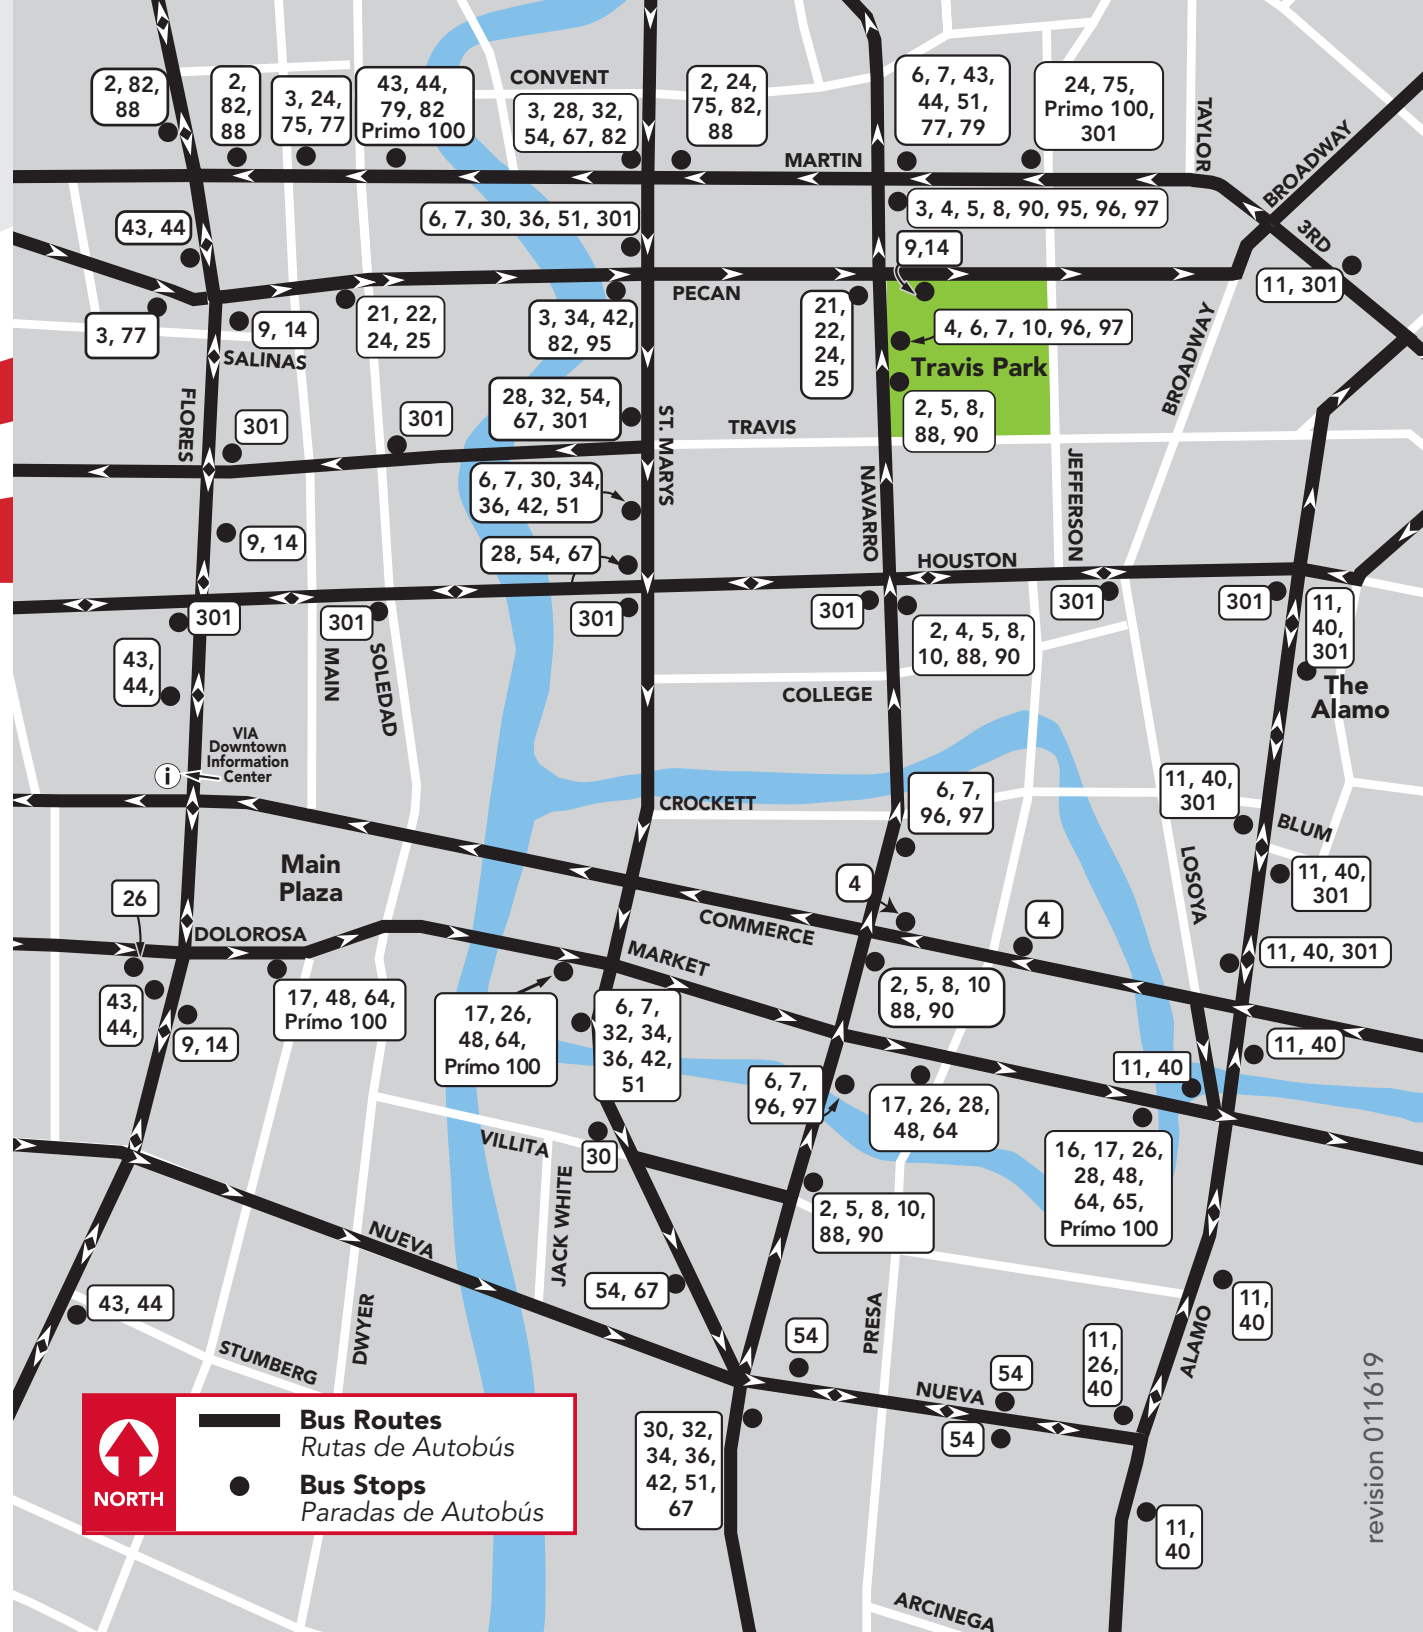 CONVENT
2, 82,
88
2,
82,
88
3, 24,
75, 77
43, 44,
79, 82
Primo 100
3, 28, 32,
54, 67, 82
2, 24,
75, 82,
88
6, 7, 43,
44, 51,
77, 79
24, 75,
Primo 100,
301
TAYLOR
BROADWAY
MARTIN
3RD
43, 44
6, 7, 30, 36, 51, 301
3, 4, 5, 8, 90, 95, 96, 97
9,14
11, 301
PECAN
3, 77
9, 14
SALINAS
21, 22,
24, 25
3, 34, 42,
82, 95
21,
22,
24,
25
4, 6, 7, 10, 96, 97
Travis Park
2, 5, 8,
88, 90
BROADWAY
FLORES
301
301
28, 32, 54,
67, 301
ST. MARYS
TRAVIS
NAVARRO
JEFFERSON
6, 7, 30, 34,
36, 42, 51
9, 14
28, 54, 67
HOUSTON
301
301
301
301
301
301
11,
40,
301
2, 4, 5, 8,
10, 88, 90
43,
44,
MAIN
SOLEDAD
COLLEGE
The
Alamo
VIA
Downtown
Information
Center
i
CROCKETT
6, 7,
96, 97
11, 40,
301
BLUM
Main
Plaza
LOSOYA
11, 40,
301
26
4
4
DOLOROSA
COMMERCE
MARKET
11, 40, 301
43,
44,
9, 14
17, 48, 64,
Prímo 100
17, 26,
48, 64,
Prímo 100
6, 7,
32, 34,
36, 42,
51
2, 5, 8, 10
88, 90
11, 40
11, 40
6, 7,
96, 97
17, 26, 28,
48, 64
16, 17, 26,
28, 48,
64, 65,
Prímo 100
VILLITA
30
JACK WHITE
2, 5, 8, 10,
88, 90
NUEVA
43, 44
54, 67
11,
40
DWYER
STUMBERG
PRESA
54
54
11,
26,
40
ALAMO
NUEVA
54
30, 32,
34, 36,
42, 51,
67
11,
40
ARCINEGA
NORTH
Bus Routes
Rutas de Autobús
Bus Stops
Paradas de Autobús
revision 011619